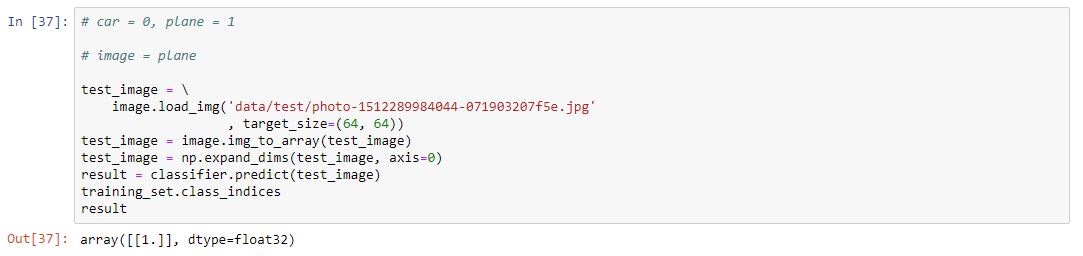 In [37]: # car = 0, plane = 1
# image = plane
test_image = \
image.load_img('data/test/photo-1512289984044-071903207f5e.jpg'
, target_size=(64, 64))
test_image = image.img_to_array(test_image)
test_image = np.expand_dims(test_image, axis=0)
result = classifier.predict(test_image)
training_set.class_indices
result
Out[37]: array([[1.]], dtype=float32)